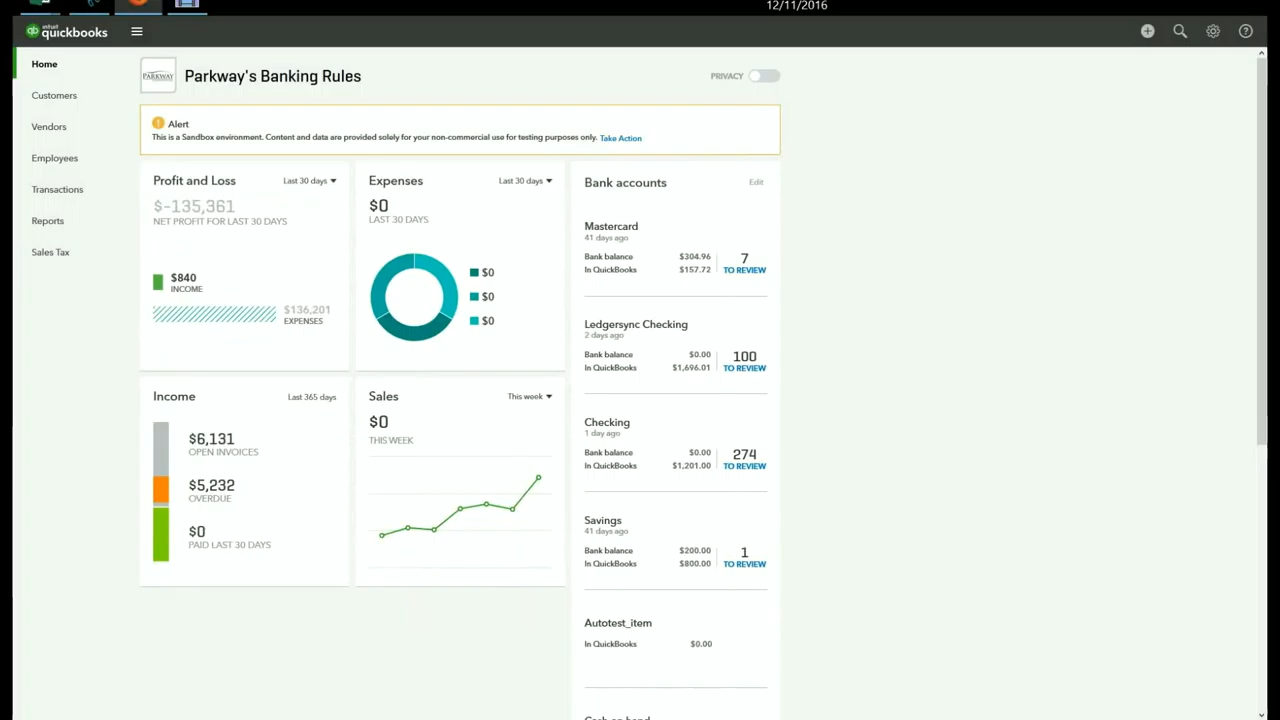 12/11/2016
intuit
qb quickbooks
Home
Customers
Vendors
Employees
Transactions
Reports
Sales Tax
PARKWAY
Parkway's Banking Rules
PRIVACY
! Alert
This is a Sandbox environment. Content and data are provided solely for your non-commercial use for testing purposes only. Take Action
Profit and Loss
Last 30 days
$-135,361
NET PROFIT FOR LAST 30 DAYS
$840
INCOME
$136,201
EXPENSES
Expenses
Last 30 days
$0
LAST 30 DAYS
$0
$0
$0
Income
Last 365 days
$6,131
OPEN INVOICES
$5,232
OVERDUE
$0
PAID LAST 30 DAYS
Sales
This week
$0
THIS WEEK
Bank accounts
Edit
Mastercard
41 days ago
Bank balance $304.96
In QuickBooks $157.72
7
TO REVIEW
Ledgersync Checking
2 days ago
Bank balance $0.00
In QuickBooks $1,696.01
100
TO REVIEW
Checking
1 day ago
Bank balance $0.00
In QuickBooks $1,201.00
274
TO REVIEW
Savings
41 days ago
Bank balance $200.00
In QuickBooks $800.00
1
TO REVIEW
Autotest_item
In QuickBooks $0.00
Cash on hand